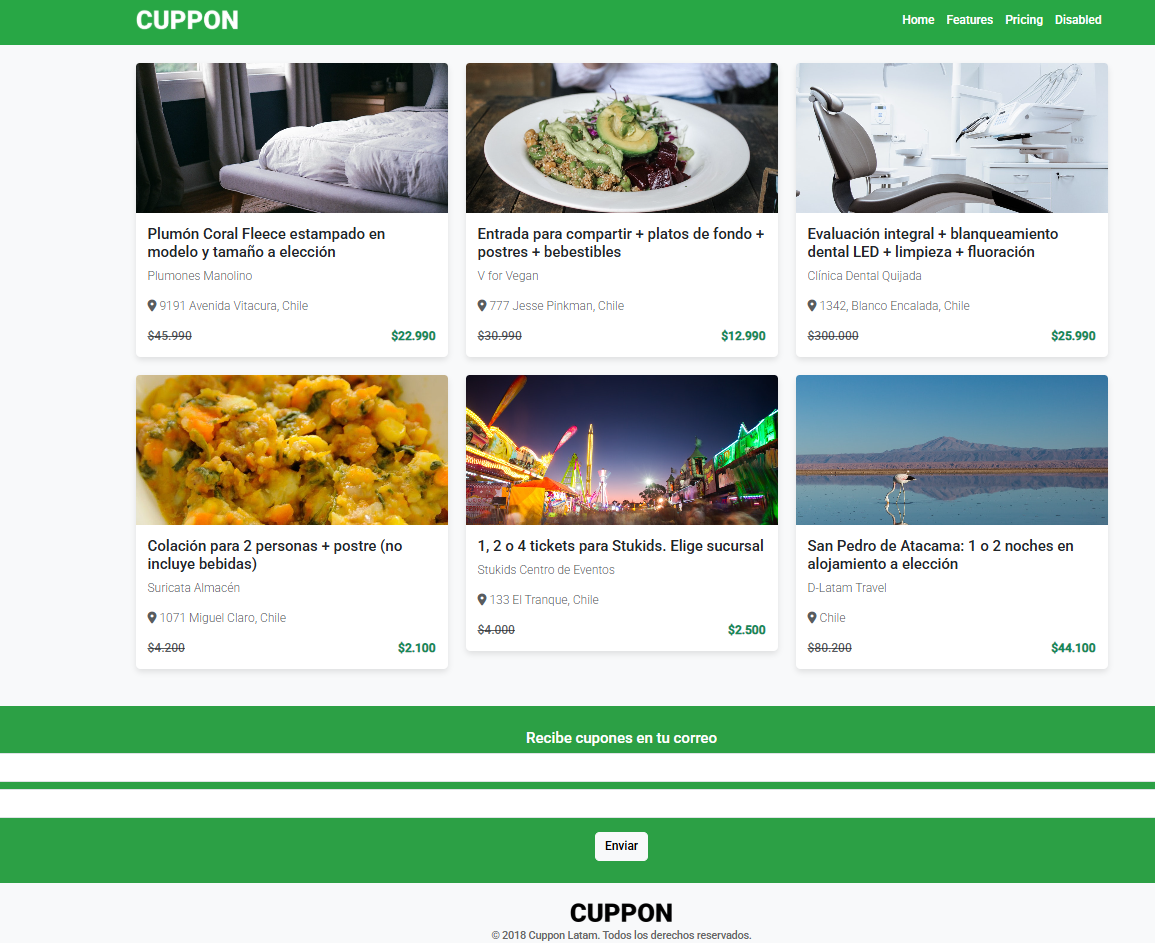 CUPPON
Home Features Pricing Disabled
Plumón Coral Fleece estampado en
modelo y tamaño a elección
Plumones Manolino
9191 Avenida Vitacura, Chile
$45.990 $22.990
Entrada para compartir + platos de fondo +
postres + bebestibles
V for Vegan
777 Jesse Pinkman, Chile
$30.990 $12.990
Evaluación integral + blanqueamiento
dental LED + limpieza + fluoración
Clínica Dental Quijada
1342, Blanco Encalada, Chile
$300.000 $25.990
Colación para 2 personas + postre (no
incluye bebidas)
Suricata Almacén
1071 Miguel Claro, Chile
$4.200 $2.100
1, 2 o 4 tickets para Stukids. Elige sucursal
Stukids Centro de Eventos
133 El Tranque, Chile
$4.000 $2.500
San Pedro de Atacama: 1 o 2 noches en
alojamiento a elección
D-Latam Travel
Chile
$80.200 $44.100
Recibe cupones en tu correo
Enviar
CUPPON
© 2018 Cuppon Latam. Todos los derechos reservados.